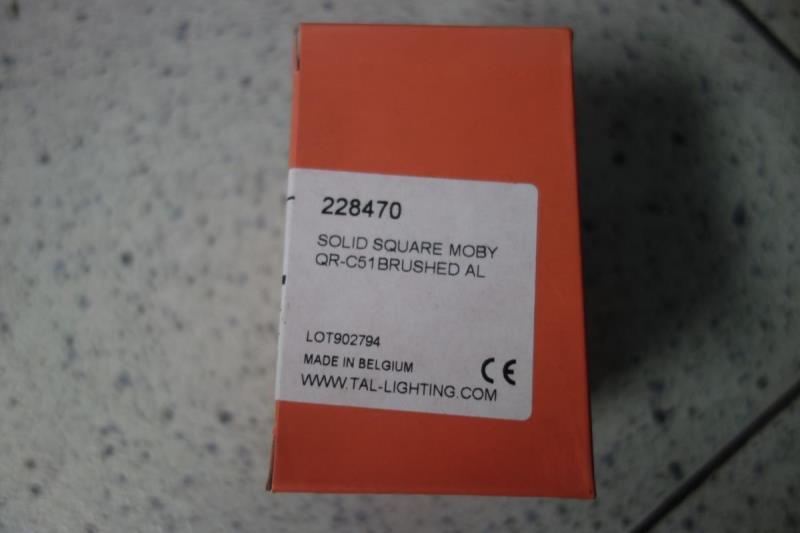 228470
SOLID SQUARE MOBY
QR-C51BRUSHED AL
LOT902794
MADE IN BELGIUM
CE
WWW.TAL-LIGHTING.COM